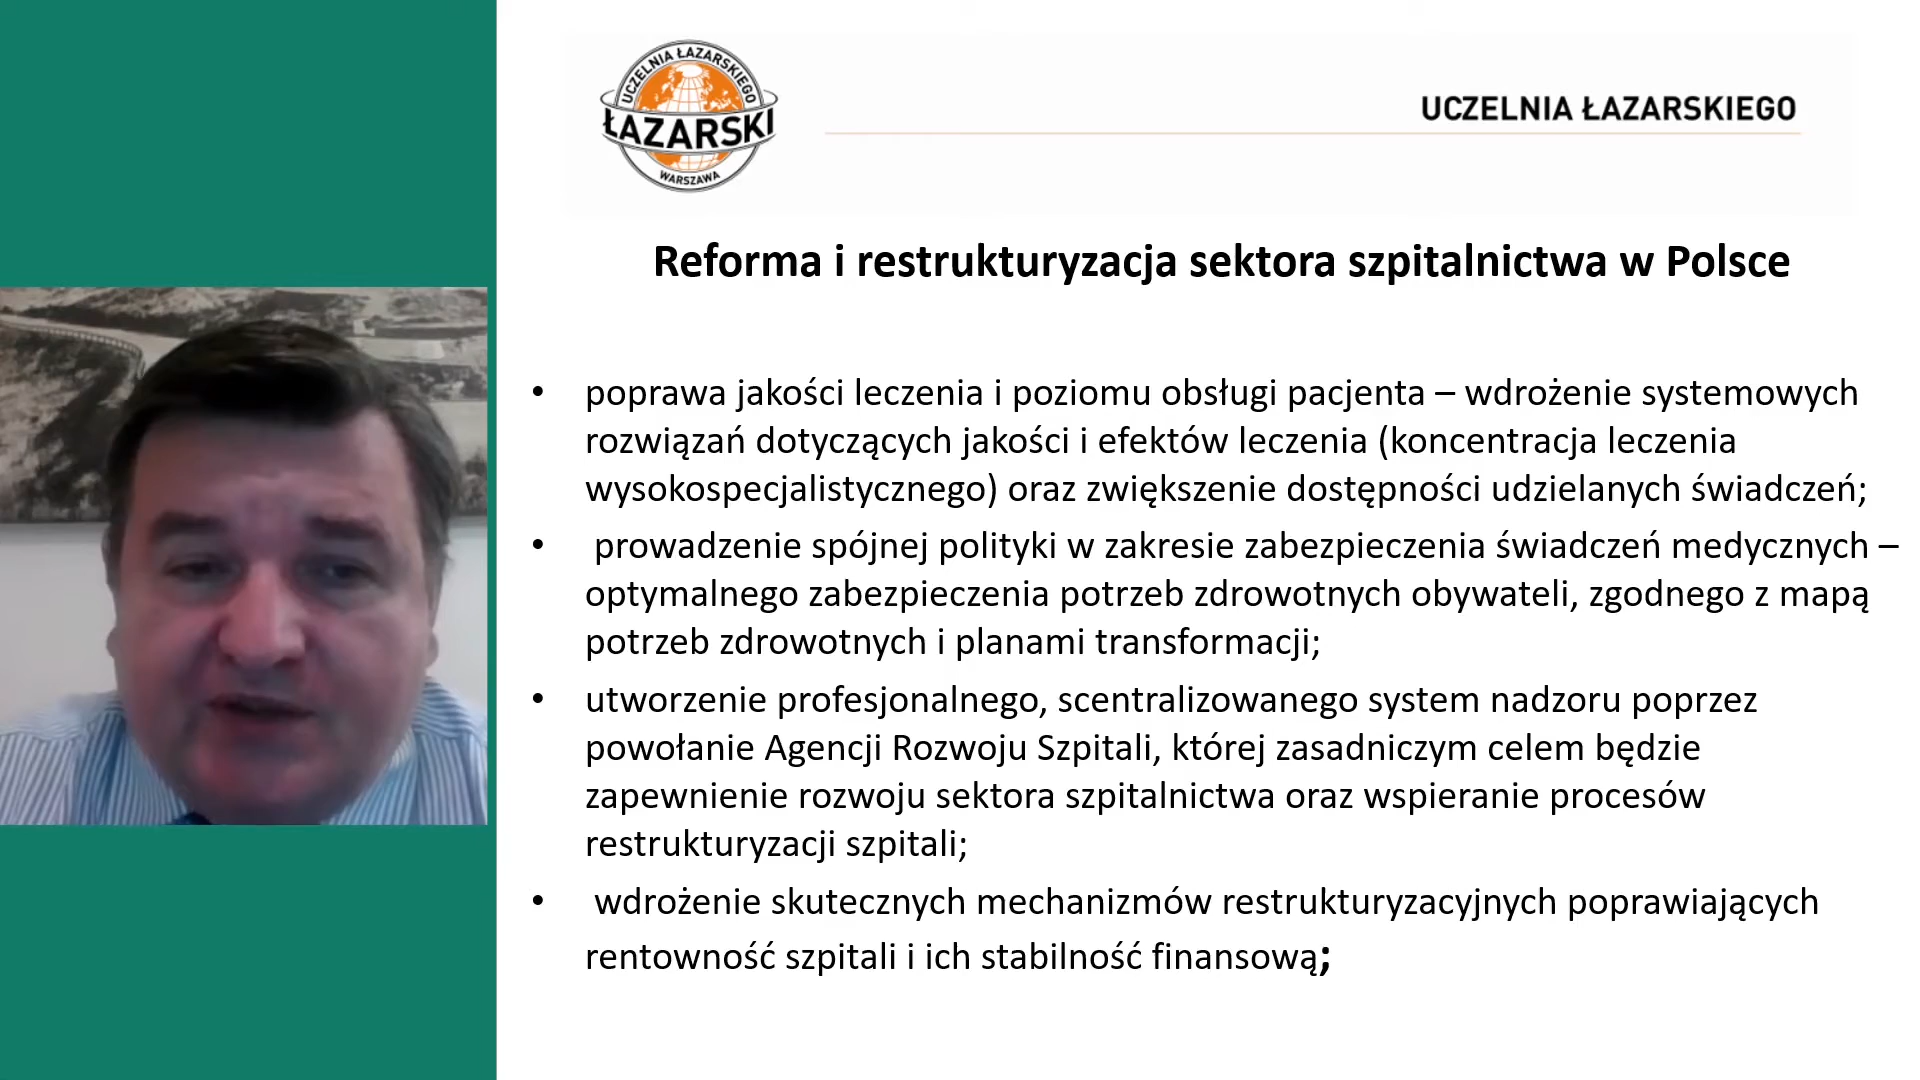 UCZELNIA ŁAZARSKIEGO
ŁAZARSKI
WARSZAWA
UCZELNIA ŁAZARSKIEGO
Reforma i restrukturyzacja sektora szpitalnictwa w Polsce
• poprawa jakości leczenia i poziomu obsługi pacjenta – wdrożenie systemowych
rozwiązań dotyczących jakości i efektów leczenia (koncentracja leczenia
wysokospecjalistycznego) oraz zwiększenie dostępności udzielanych świadczeń;
• prowadzenie spójnej polityki w zakresie zabezpieczenia świadczeń medycznych –
optymalnego zabezpieczenia potrzeb zdrowotnych obywateli, zgodnego z mapą
potrzeb zdrowotnych i planami transformacji;
• utworzenie profesjonalnego, scentralizowanego system nadzoru poprzez
powołanie Agencji Rozwoju Szpitali, której zasadniczym celem będzie
zapewnienie rozwoju sektora szpitalnictwa oraz wspieranie procesów
restrukturyzacji szpitali;
• wdrożenie skutecznych mechanizmów restrukturyzacyjnych poprawiających
rentowność szpitali i ich stabilność finansową;